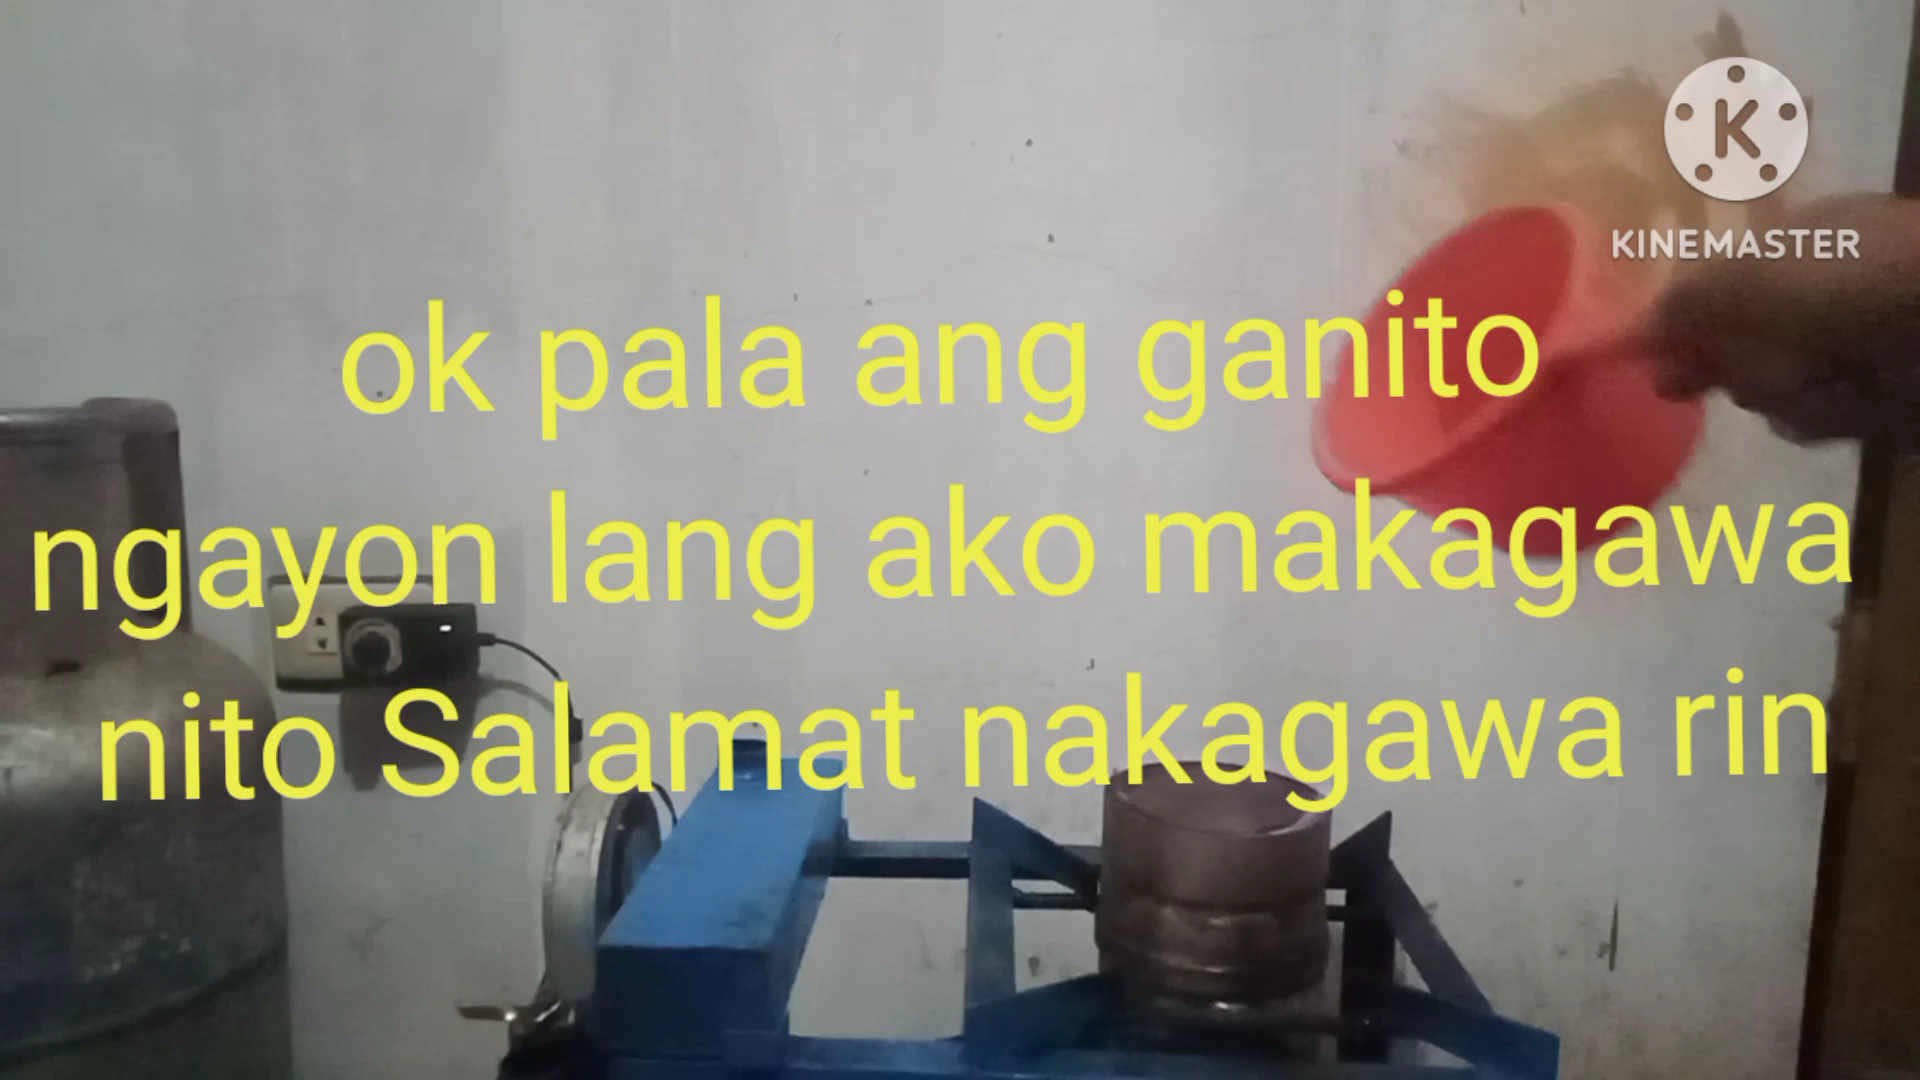 K
KINEMASTER
ok pala ang ganito
ngayon lang ako makagawa
nito Salamat nakagawa rin